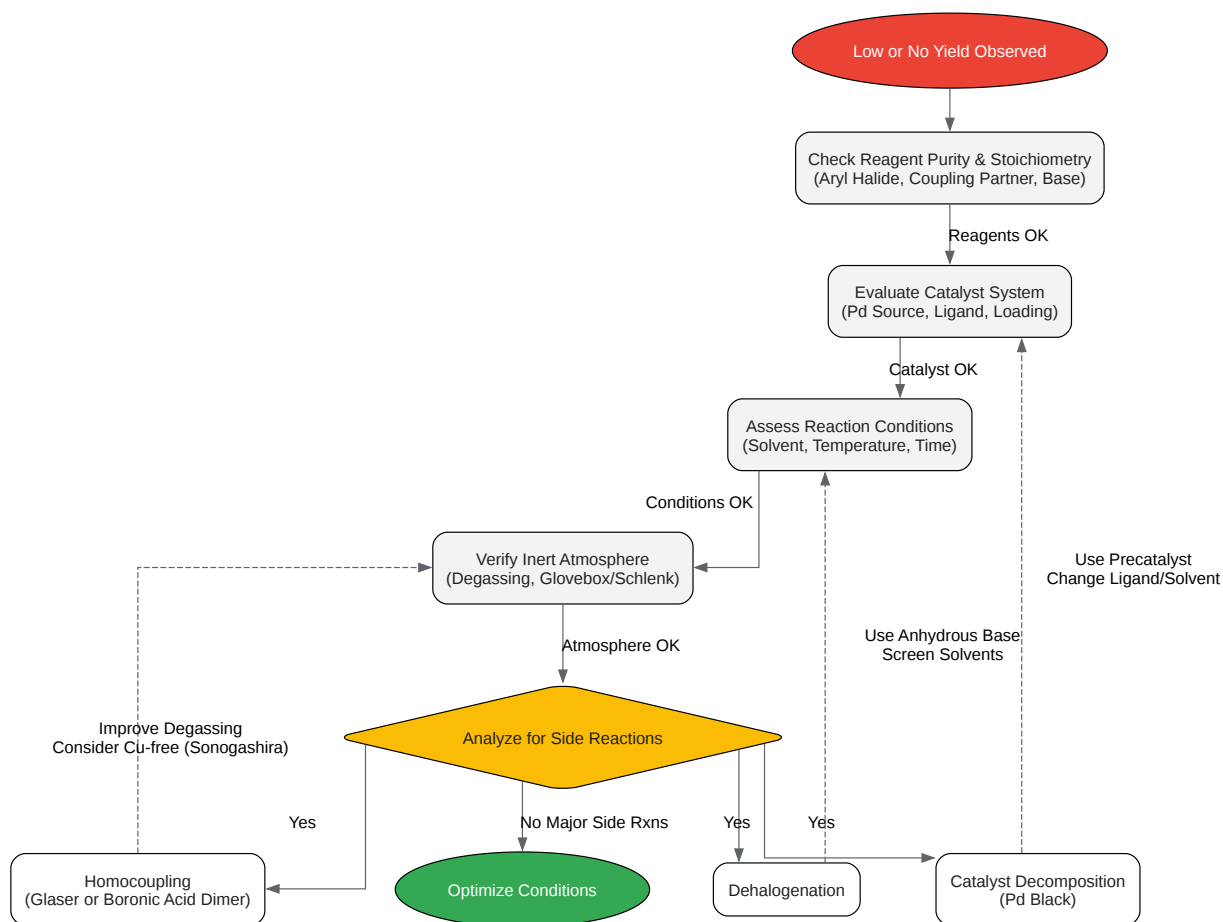 Low or No Yield Observed
Check Reagent Purity & Stoichiometry
(Aryl Halide, Coupling Partner, Base)
Reagents OK
Evaluate Catalyst System
(Pd Source, Ligand, Loading)
Catalyst OK
Assess Reaction Conditions
(Solvent, Temperature, Time)
Conditions OK
Verify Inert Atmosphere
(Degassing, Glovebox/Schlenk)
Use Precatalyst
Change Ligand/Solvent
Atmosphere OK
Use Anhydrous Base
Screen Solvents
Improve Degassing
Consider Cu-free (Sonogashira)
Analyze for Side Reactions
Yes
No Major Side Rxns
Yes
Yes
Homocoupling
(Glaser or Boronic Acid Dimer)
Optimize Conditions
Dehalogenation
Catalyst Decomposition
(Pd Black)